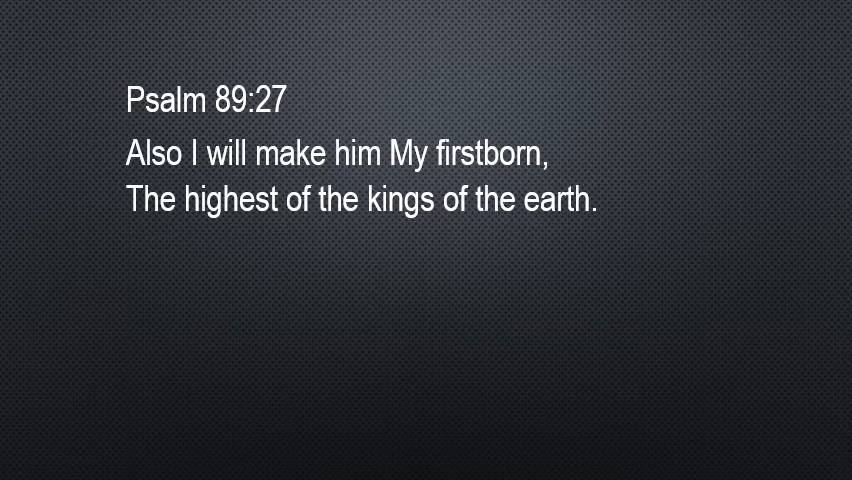 Psalm 89:27
Also I will make him My firstborn,
The highest of the kings of the earth.